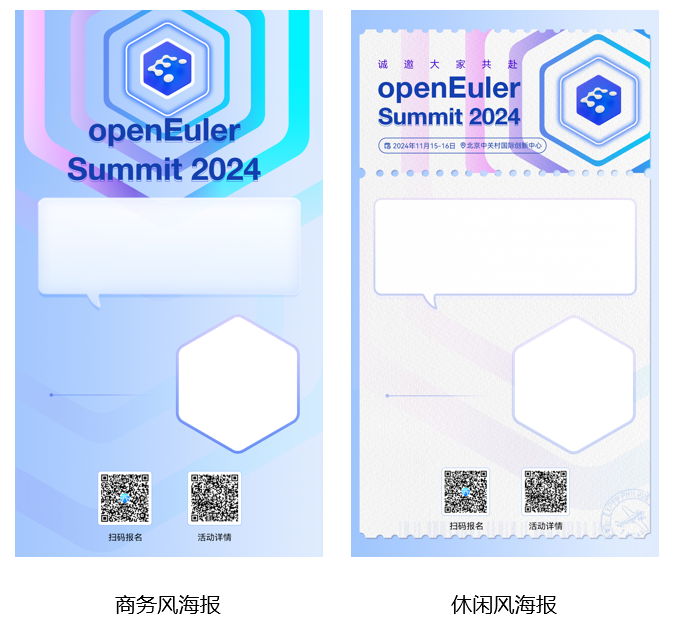 openEuler
Summit 2024
扫码报名
活动详情
商务风海报
诚邀大家共赴
openEuler
Summit 2024
2024年11月15-16日 北京中关村国际创新中心
扫码报名
活动详情
休闲风海报